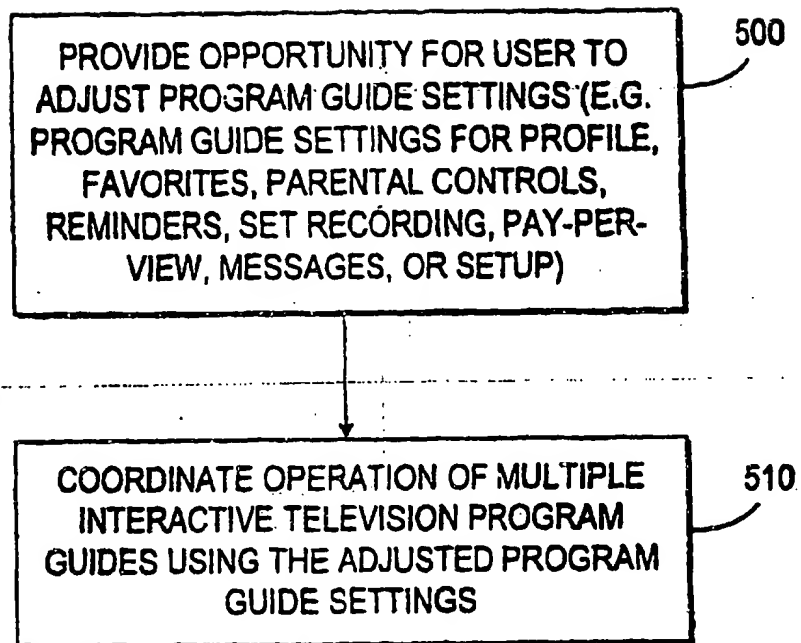 PROVIDE OPPORTUNITY FOR USER TO
ADJUST PROGRAM GUIDE SETTINGS (E.G.
PROGRAM GUIDE SETTINGS FOR PROFILE,
FAVORITES, PARENTAL CONTROLS,
REMINDERS, SET RECORDING, PAY-PER-
VIEW, MESSAGES, OR SETUP)
500
COORDINATE OPERATION OF MULTIPLE
INTERACTIVE TELEVISION PROGRAM
GUIDES USING THE ADJUSTED PROGRAM
GUIDE SETTINGS
510